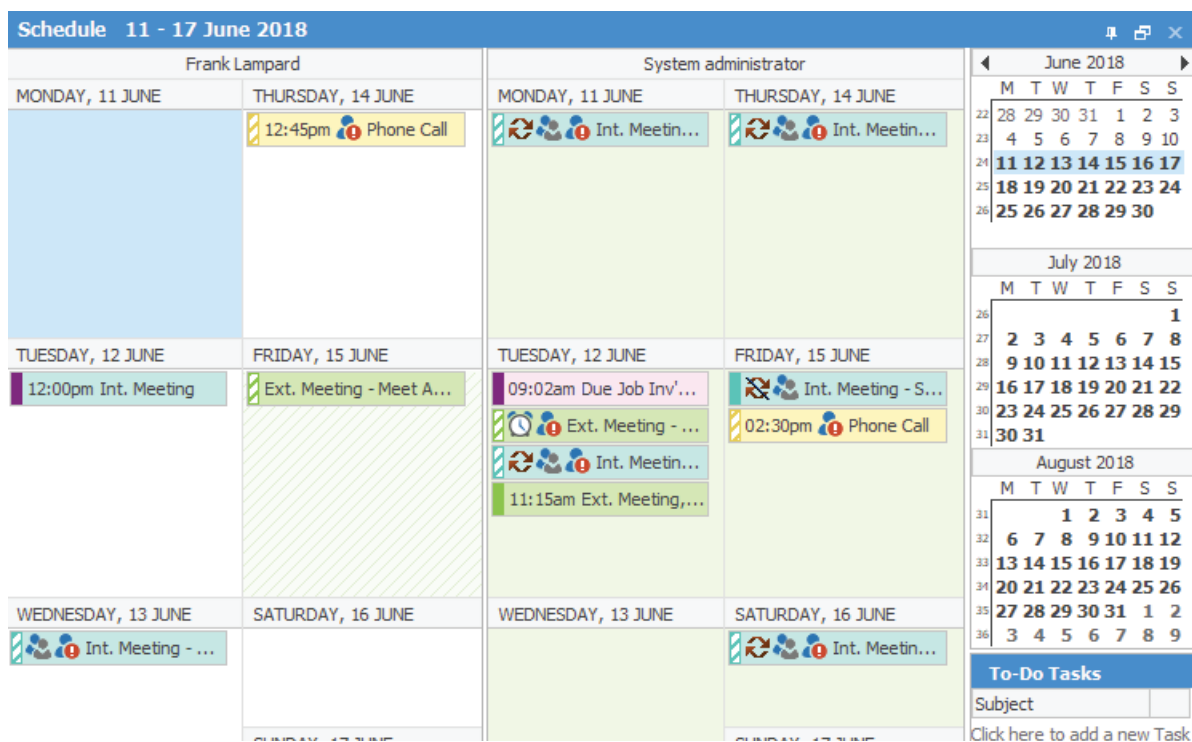 Schedule 11 - 17 June 2018
Frank Lampard
System administrator
MONDAY, 11 JUNE
THURSDAY, 14 JUNE
MONDAY, 11 JUNE
THURSDAY, 14 JUNE
12:45pm Phone Call
Int. Meetin...
Int. Meetin...
TUESDAY, 12 JUNE
FRIDAY, 15 JUNE
TUESDAY, 12 JUNE
FRIDAY, 15 JUNE
12:00pm Int. Meeting
Ext. Meeting - Meet A...
09:02am Due Job Inv'...
Int. Meeting - S...
Ext. Meeting - ...
02:30pm Phone Call
Int. Meetin...
11:15am Ext. Meeting,...
WEDNESDAY, 13 JUNE
SATURDAY, 16 JUNE
WEDNESDAY, 13 JUNE
SATURDAY, 16 JUNE
Int. Meeting - ...
Int. Meetin...
SUNDAY, 17 JUNE
SUNDAY, 17 JUNE
June 2018
M T W T F S S
22 28 29 30 31 1 2 3
23 4 5 6 7 8 9 10
24 11 12 13 14 15 16 17
25 18 19 20 21 22 23 24
26 25 26 27 28 29 30
July 2018
M T W T F S S
26 1
27 2 3 4 5 6 7 8
28 9 10 11 12 13 14 15
29 16 17 18 19 20 21 22
30 23 24 25 26 27 28 29
31 30 31
August 2018
M T W T F S S
31 1 2 3 4 5
32 6 7 8 9 10 11 12
33 13 14 15 16 17 18 19
34 20 21 22 23 24 25 26
35 27 28 29 30 31 1 2
36 3 4 5 6 7 8 9
To-Do Tasks
Subject
Click here to add a new Task